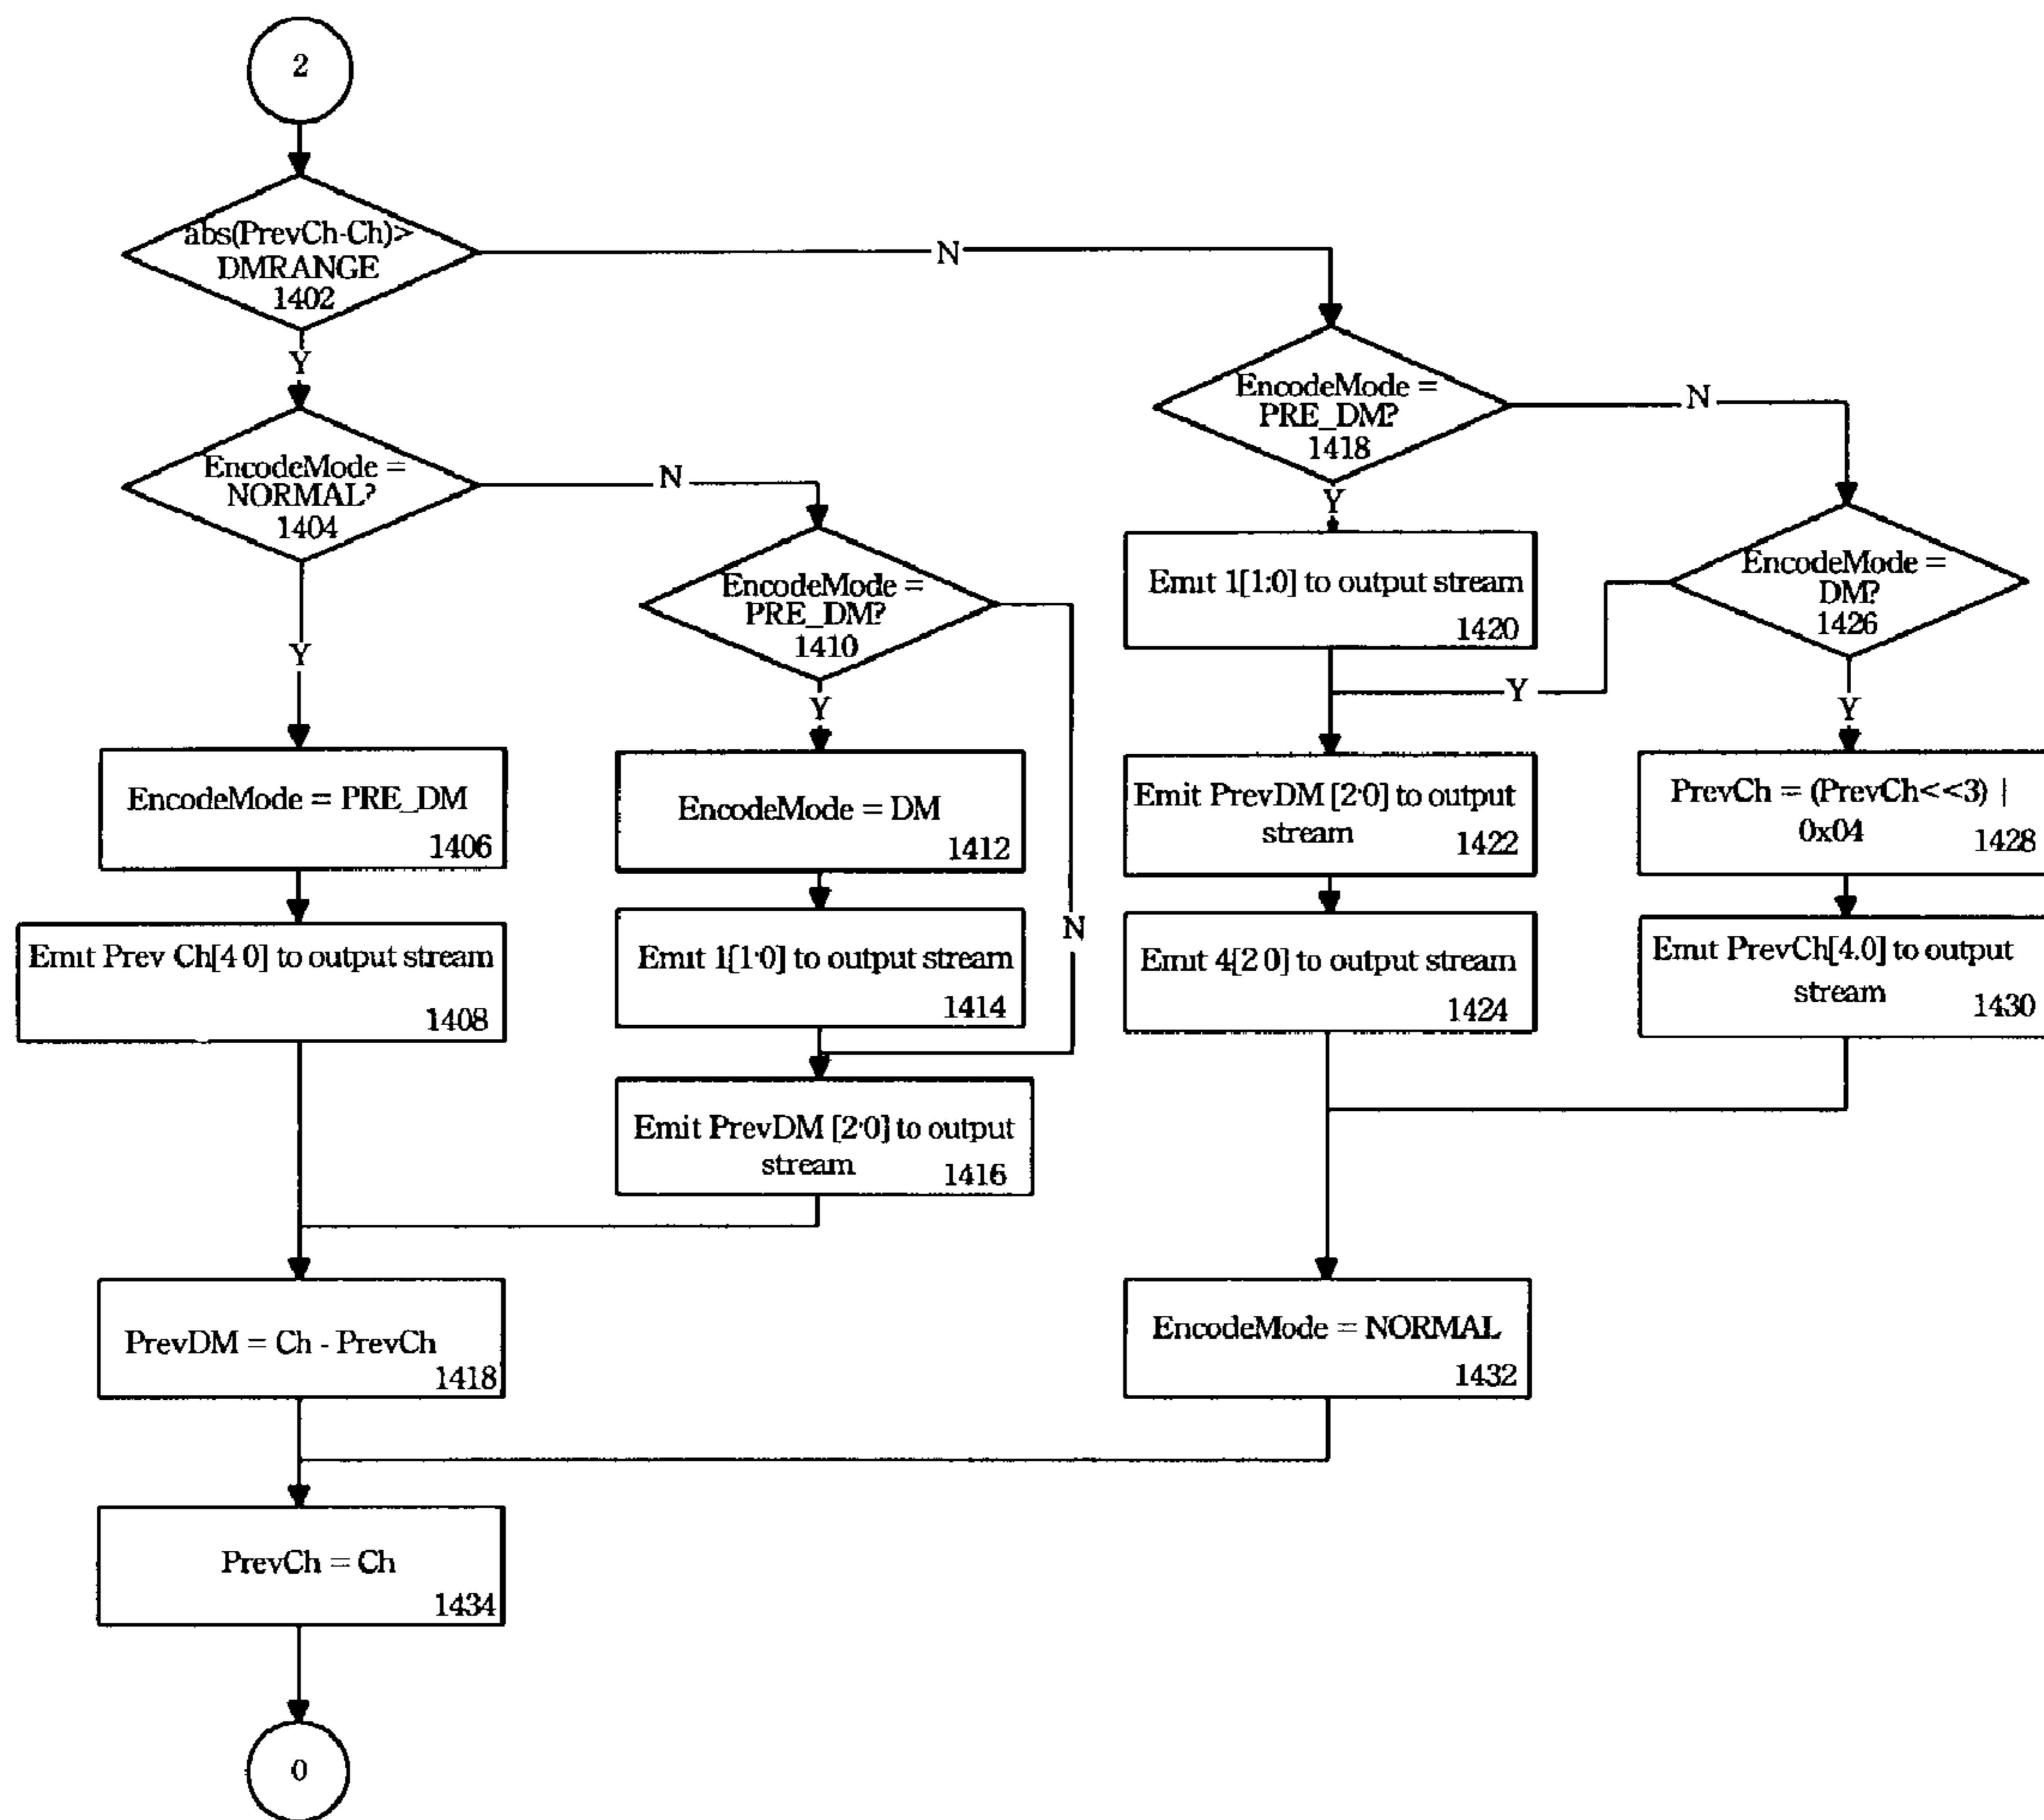 2
abs(PrevCh-Ch)>
DMRANGE
1402
N
Y
EncodeMode =
PRE_DM?
1418
N
EncodeMode =
NORMAL?
1404
N
Y
EncodeMode =
PRE_DM?
1410
Y
Emit 1[1:0] to output stream
1420
EncodeMode =
DM?
1426
Y
Y
Y
EncodeMode = PRE_DM
1406
EncodeMode = DM
1412
Emit PrevDM [2:0] to output
stream
1422
PrevCh = (PrevCh<<3) |
0x04
1428
N
Emit Prev Ch[4 0] to output stream
1408
Emit 1[1:0] to output stream
1414
Emit 4[2 0] to output stream
1424
Emit PrevCh[4.0] to output
stream
1430
Emit PrevDM [2:0] to output
stream
1416
PrevDM = Ch - PrevCh
1418
EncodeMode = NORMAL
1432
PrevCh = Ch
1434
0